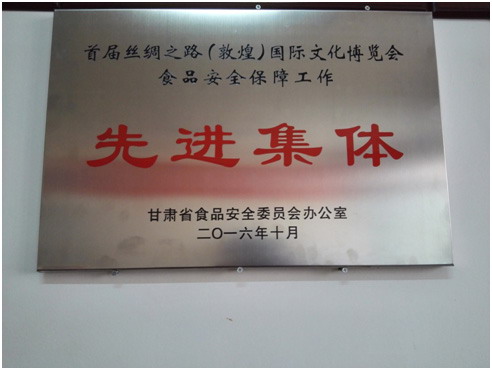 首届丝绸之路(敦煌)国际文化博览会
食品安全保障工作
先进集体
甘肃省食品安全委员会办公室
二〇一六年十月